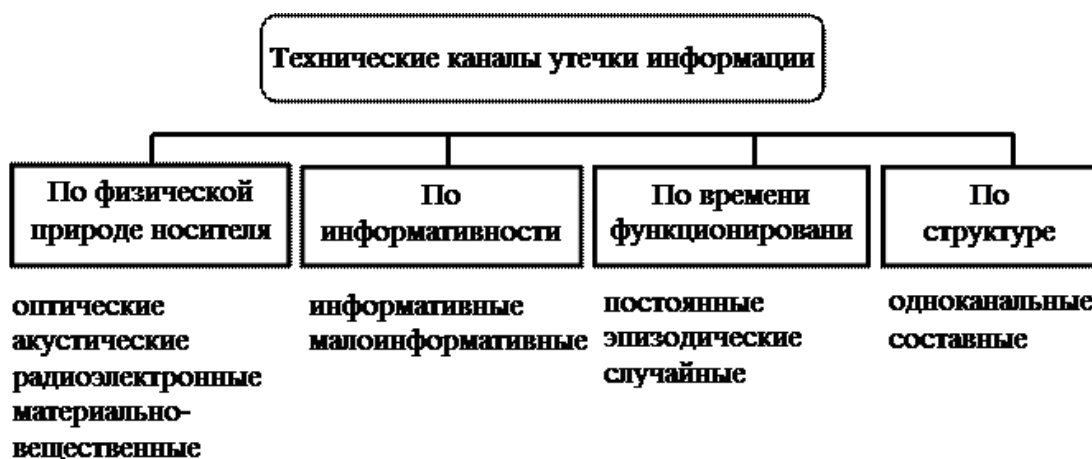 Технические каналы утечки информации
По физической
природе носителя
По
информативности
По времени
функционировани
По
структуре
оптические
акустические
радиоэлектронные
материально-
вещественные
информативные
малоинформативные
постоянные
эпизодические
случайные
одноканальные
составные